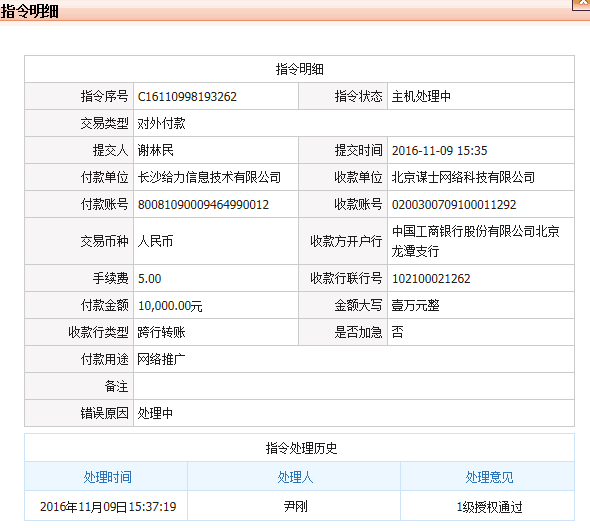 指令明细
指令明细
指令序号 C16110998193262 指令状态 主机处理中
交易类型 对外付款
提交人 谢林民 提交时间 2016-11-09 15:35
付款单位 长沙给力信息技术有限公司 收款单位 北京谋士网络科技有限公司
付款账号 80081090009464990012 收款账号 0200300709100011292
交易币种 人民币 收款方开户行 中国工商银行股份有限公司北京
龙潭支行
手续费 5.00 收款行联行号 102100021262
付款金额 10,000.00元 金额大写 壹万元整
收款行类型 跨行转账 是否加急 否
付款用途 网络推广
备注
错误原因 处理中
指令处理历史
处理时间 处理人 处理意见
2016年11月09日15:37:19 尹刚 1级授权通过